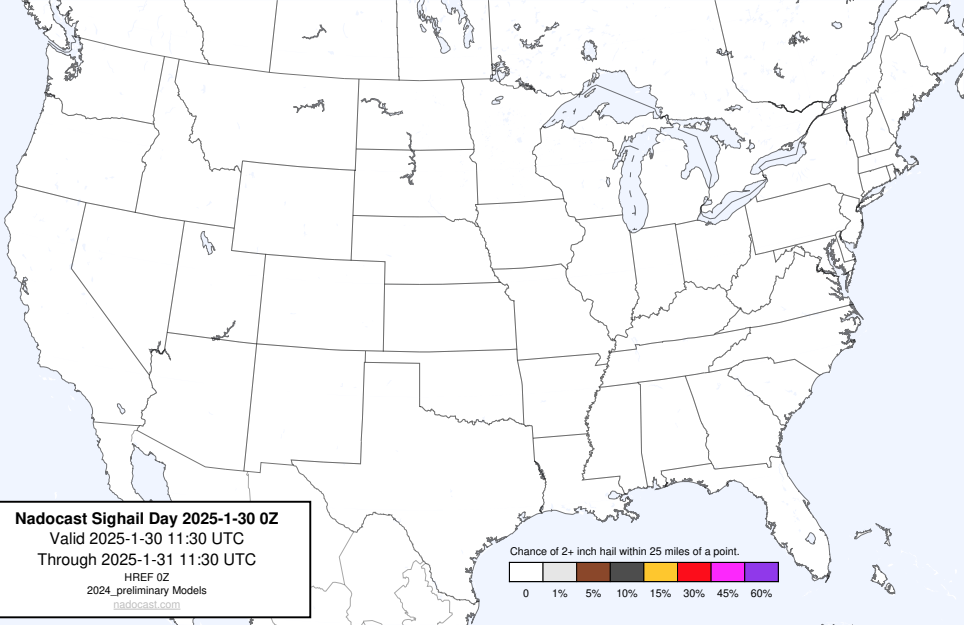 Nadocast Sighail Day 2025-1-30 0Z
Valid 2025-1-30 11:30 UTC
Through 2025-1-31 11:30 UTC
HREF 0Z
2024_preliminary Models
nadocast.com
Chance of 2+ inch hail within 25 miles of a point.
0 1% 5% 10% 15% 30% 45% 60%